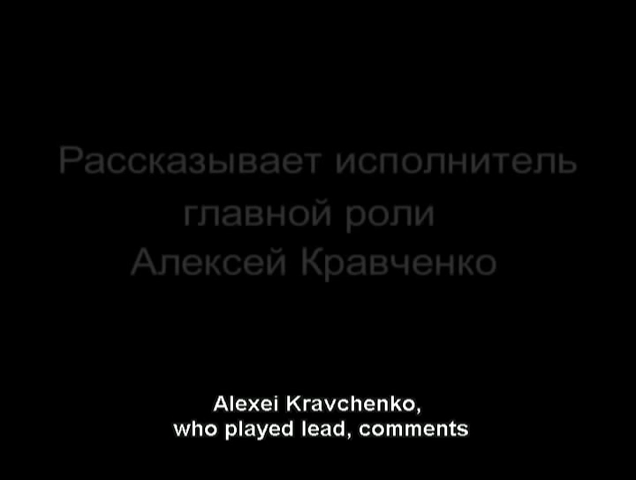 Рассказывает исполнитель
главной роли
Алексей Кравченко
Alexei Kravchenko,
who played lead, comments